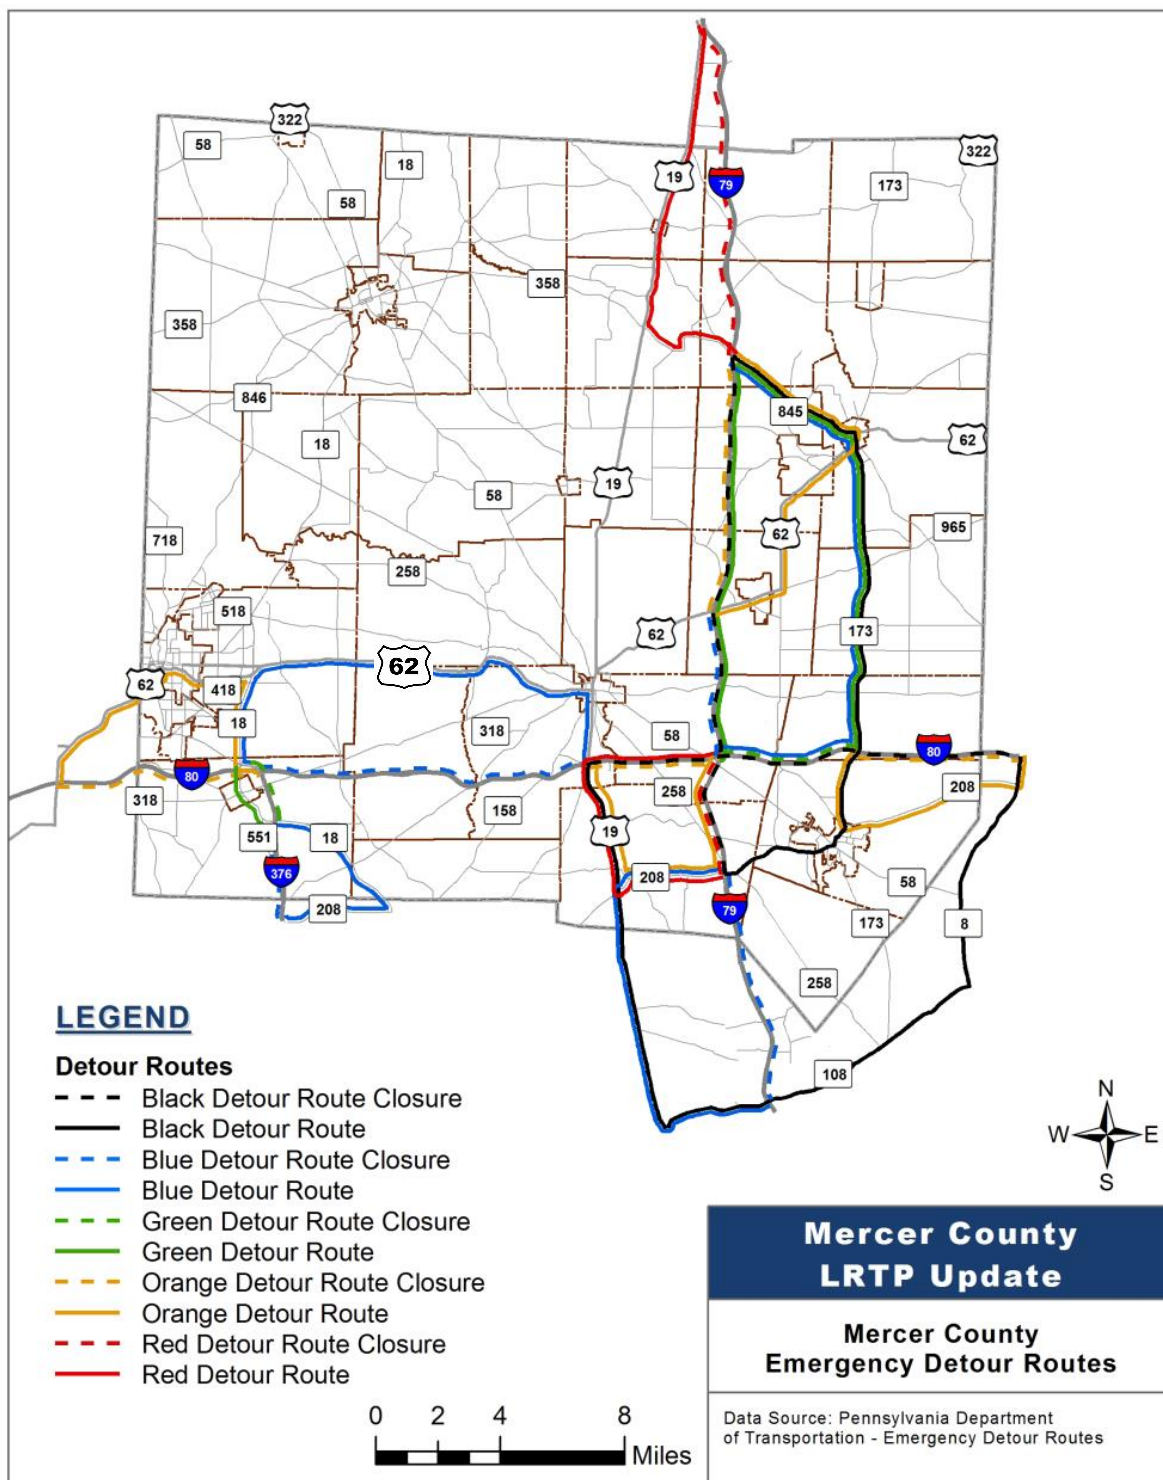 322
58
18
322
19
79
173
58
358
358
846
845
18
62
19
58
965
718
62
258
518
173
62
62
62
418
18
318
58
80
80
258
208
318
158
19
551
18
376
208
58
208
79
173
8
258
108
LEGEND
Detour Routes
Black Detour Route Closure
Black Detour Route
Blue Detour Route Closure
Blue Detour Route
Green Detour Route Closure
Green Detour Route
Orange Detour Route Closure
Orange Detour Route
Red Detour Route Closure
Red Detour Route
0 2 4 8
Miles
N
W E
S
Mercer County
LRTP Update
Mercer County
Emergency Detour Routes
Data Source: Pennsylvania Department
of Transportation - Emergency Detour Routes